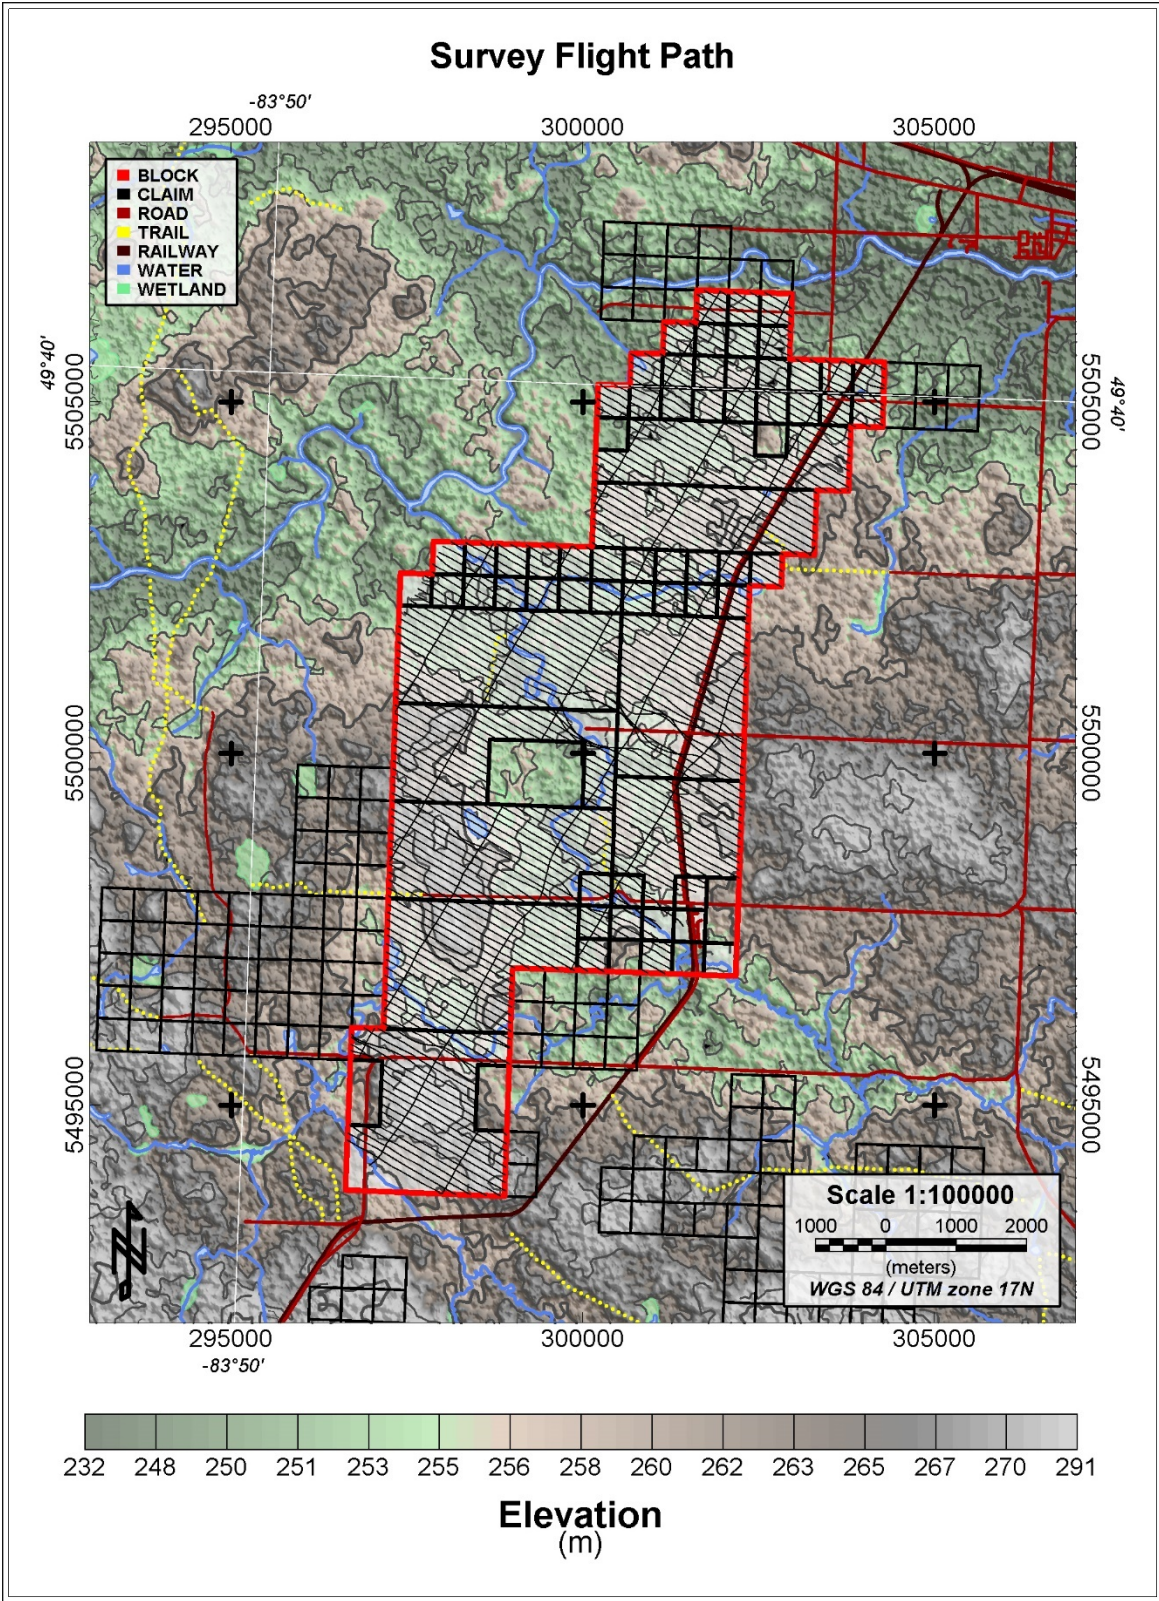 Survey Flight Path
-83°50'
295000 300000 305000
BLOCK
CLAIM
ROAD
TRAIL
RAILWAY
WATER
WETLAND
49°40'
49°40'
5505000
5505000
5500000
5500000
5495000
5495000
Scale 1:100000
1000 0 1000 2000
(meters)
WGS 84 / UTM zone 17N
295000 300000 305000
-83°50'
232 248 250 251 253 255 256 258 260 262 263 265 267 270 291
Elevation
(m)